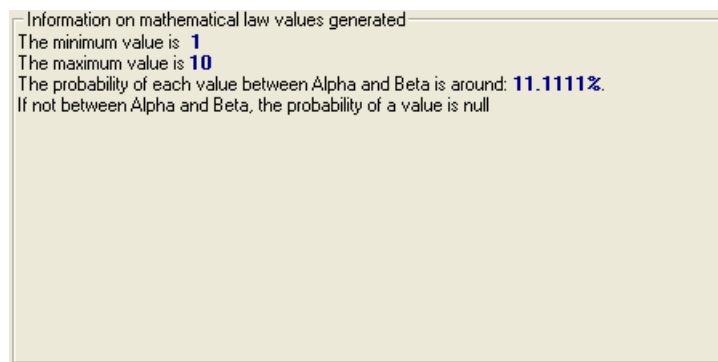 Information on mathematical law values generated
The minimum value is 1
The maximum value is 10
The probability of each value between Alpha and Beta is around: 11.1111%.
If not between Alpha and Beta, the probability of a value is null